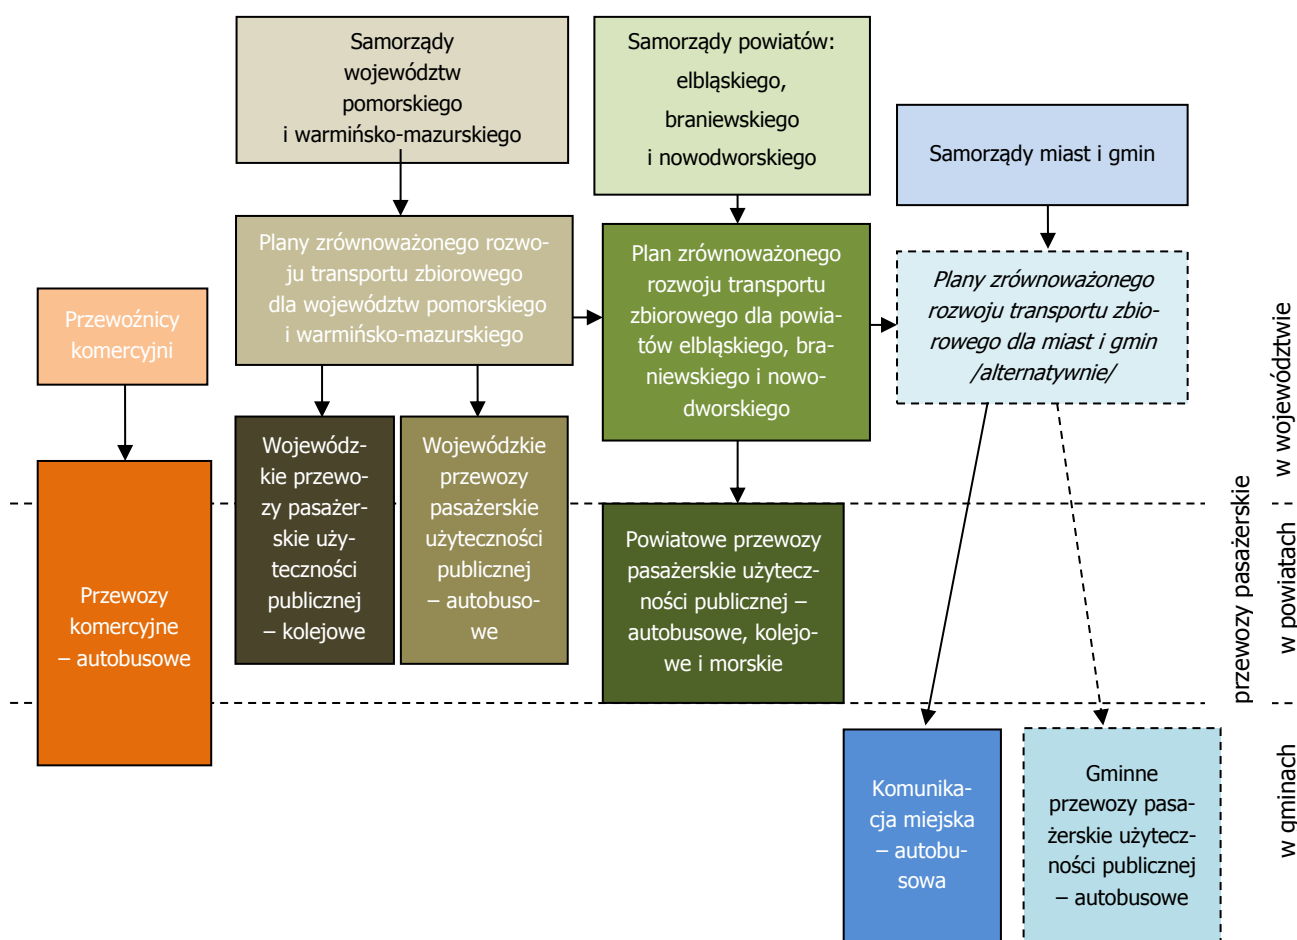 Samorządy
województw
pomorskiego
i warmińsko-mazurskiego
Samorządy powiatów:
elbląskiego,
braniewskiego
i nowodworskiego
Samorządy miast i gmin
Plany zrównoważonego rozwo-
ju transportu zbiorowego
dla województw pomorskiego
i warmińsko-mazurskiego
Plan zrównoważonego
rozwoju transportu
zbiorowego dla powia-
tów elbląskiego, bra-
niewskiego i nowo-
dworskiego
Plany zrównoważonego
rozwoju transportu zbio-
rowego dla miast i gmin
/alternatywnie/
Przewoźnicy
komercyjni
Przewozy
komercyjne
– autobusowe
Wojewódz-
kie przewo-
zy pasażer-
skie uży-
teczności
publicznej
– kolejowe
Wojewódzkie
przewozy
pasażerskie
użyteczności
publicznej
– autobuso-
we
Powiatowe przewozy
pasażerskie użytecz-
ności publicznej –
autobusowe, kolejo-
we i morskie
Komunika-
cja miejska
– autobu-
sowa
Gminne
przewozy pasa-
żerskie użytecz-
ności publicznej
– autobusowe
przewozy pasażerskie
w województwie
w powiatach
w gminach